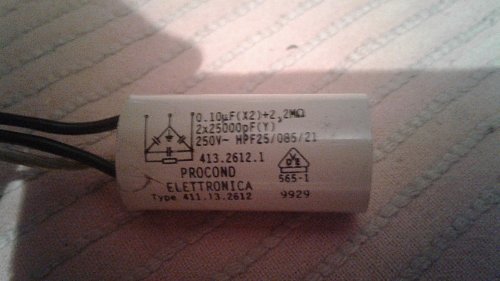 0.10µF(X2)+2,2MΩ
2x25000pF(Y)
250V~ HPF25/085/21
413.2612.1
PROCOND
ELETTRONICA
Type 411.13.2612
565-1
9929